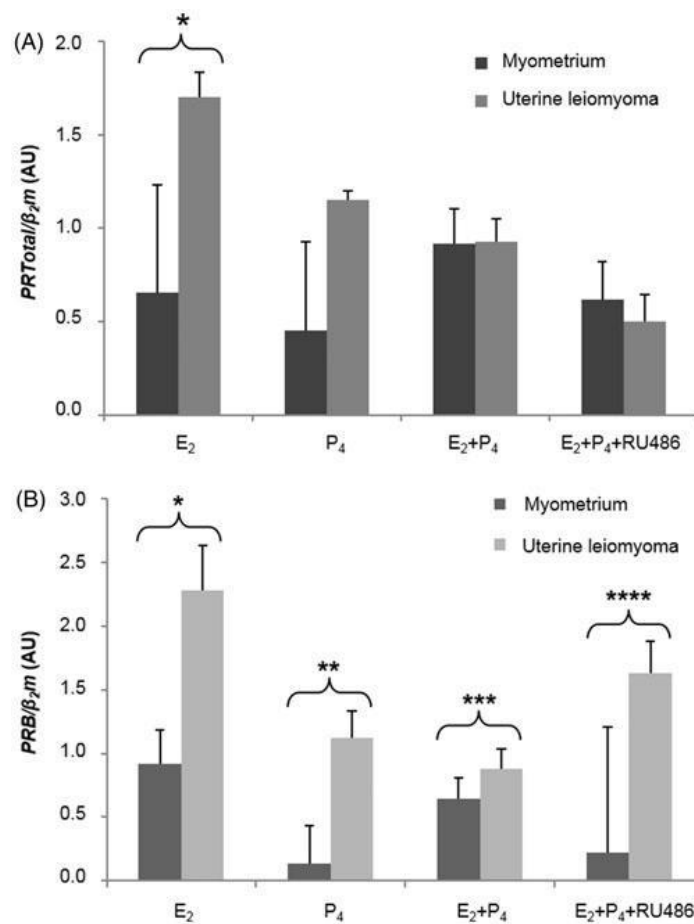 (A)
*
2.0
1.5
1.0
0.5
0.0
PRTotal/β₂m (AU)
Myometrium
Uterine leiomyoma
E₂ P₄ E₂+P₄ E₂+P₄+RU486
(B)
3.0
2.5
2.0
1.5
1.0
0.5
0.0
PRB/β₂m (AU)
Myometrium
Uterine leiomyoma
*
**
***
****
E₂ P₄ E₂+P₄ E₂+P₄+RU486